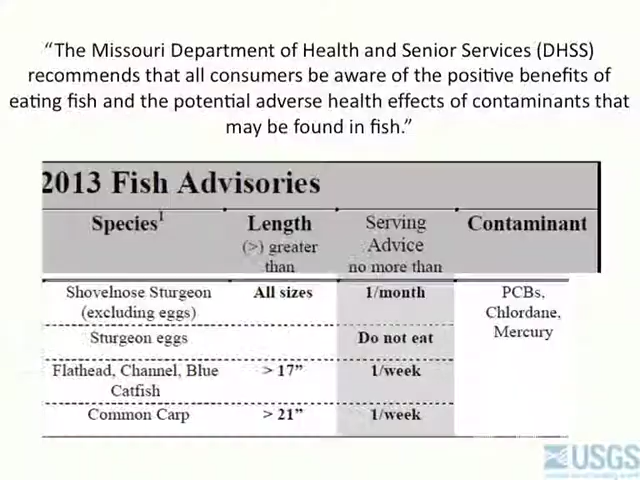 “The Missouri Department of Health and Senior Services (DHSS)
recommends that all consumers be aware of the positive benefits of
eating fish and the potential adverse health effects of contaminants that
may be found in fish.”
2013 Fish Advisories
Species1 Length (>) greater than Serving Advice no more than Contaminant
Shovelnose Sturgeon (excluding eggs) All sizes 1/month PCBs, Chlordane, Mercury
Sturgeon eggs Do not eat
Flathead, Channel, Blue Catfish > 17” 1/week
Common Carp > 21” 1/week
USGS